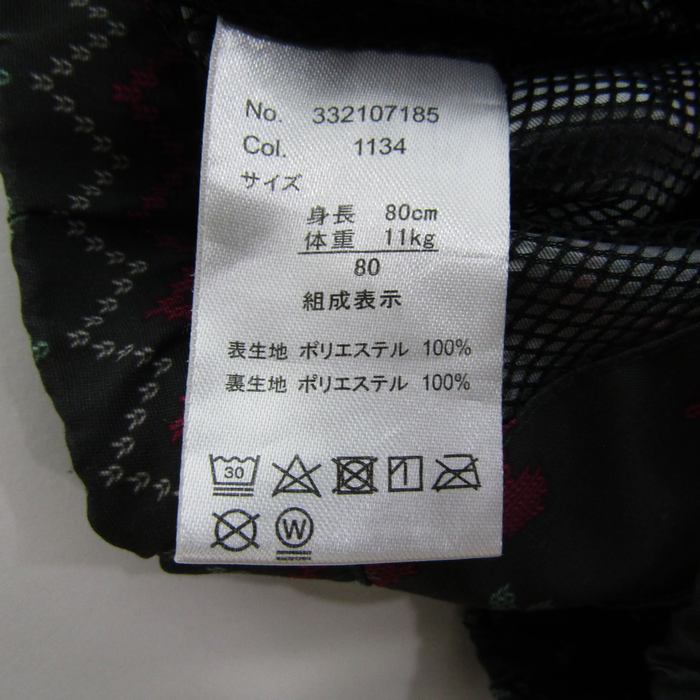 No. 332107185
Col. 1134
サイズ
身長 80cm
体重 11kg
80
組成表示
表生地 ポリエステル 100%
裏生地 ポリエステル 100%
30
W